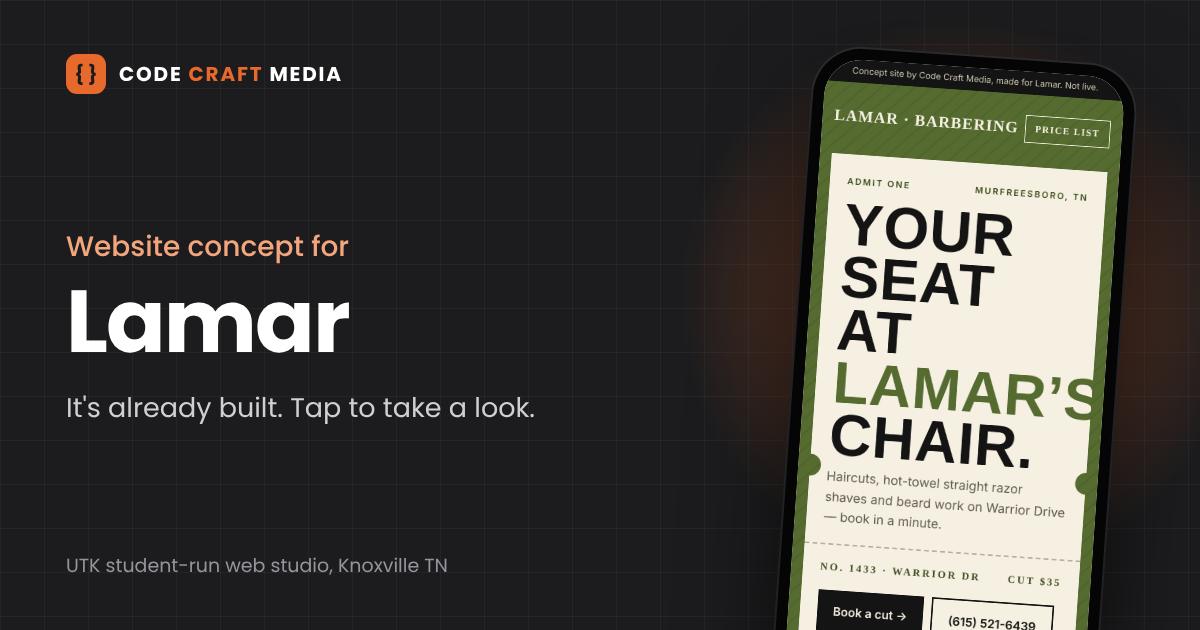 { } CODE CRAFT MEDIA
Website concept for
Lamar
It's already built. Tap to take a look.
UTK student-run web studio, Knoxville TN
Concept site by Code Craft Media, made for Lamar. Not live.
LAMAR · BARBERING
PRICE LIST
ADMIT ONE
MURFREESBORO, TN
YOUR
SEAT
AT
LAMAR’S
CHAIR.
Haircuts, hot-towel straight razor
shaves and beard work on Warrior Drive
— book in a minute.
NO. 1433 · WARRIOR DR
CUT $35
Book a cut →
(615) 521-6439